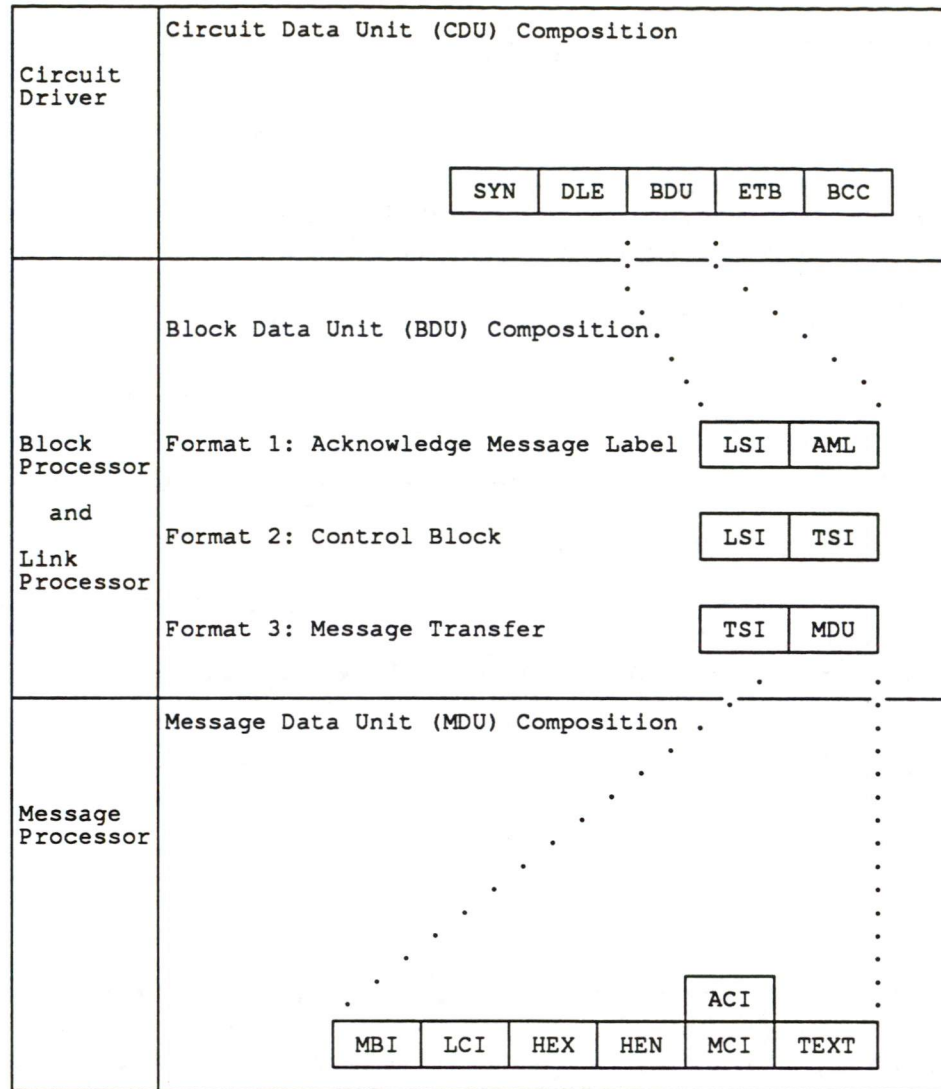 Circuit Data Unit (CDU) Composition
Circuit
Driver
SYN DLE BDU ETB BCC
Block Data Unit (BDU) Composition
Block
Processor
and
Link
Processor
Format 1: Acknowledge Message Label LSI AML
Format 2: Control Block LSI TSI
Format 3: Message Transfer TSI MDU
Message Data Unit (MDU) Composition
Message
Processor
ACI
MBI LCI HEX HEN MCI TEXT